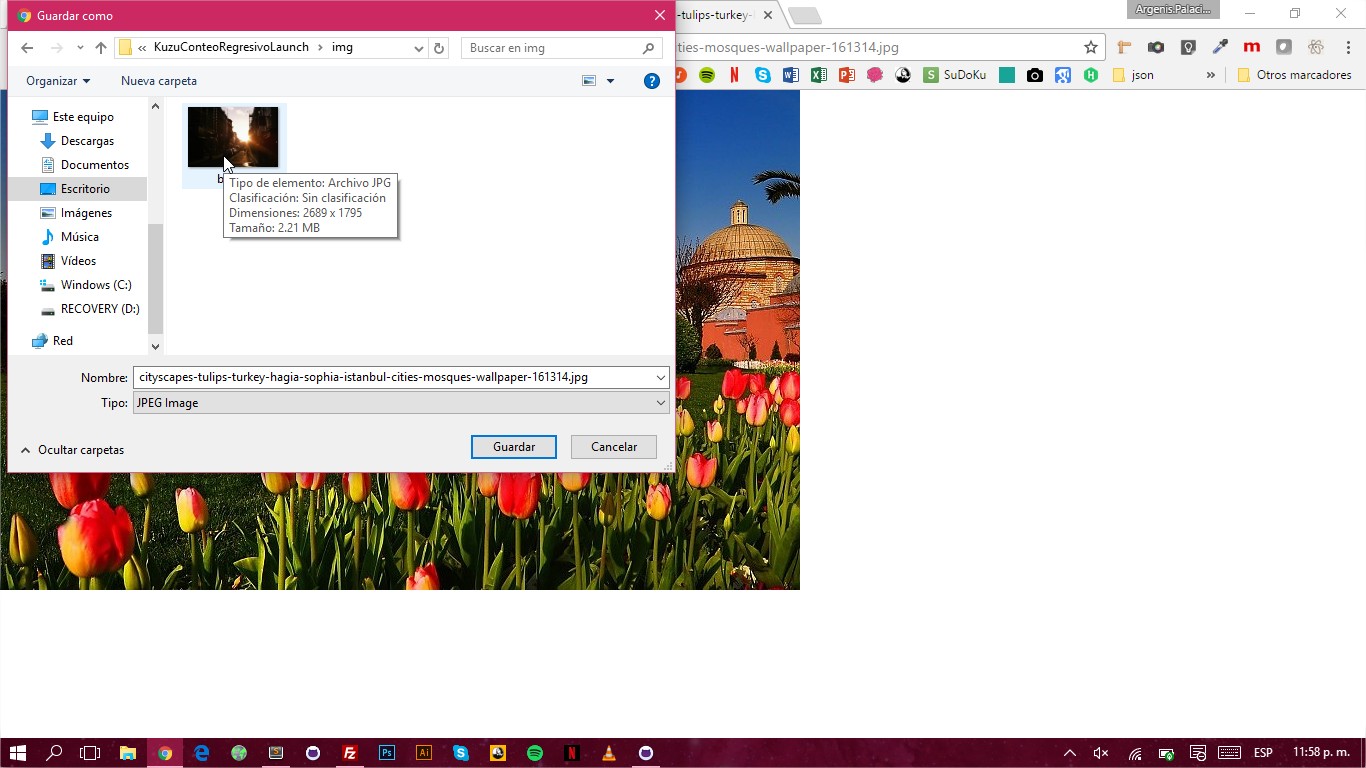 Guardar como
-tulips-turkey-
Argenis.Palaci...
« KuzuConteoRegresivoLaunch › img
Buscar en img
ties-mosques-wallpaper-161314.jpg
Organizar
Nueva carpeta
SuDoKu
json
»
Otros marcadores
Este equipo
Descargas
Documentos
Escritorio
Imágenes
Música
Vídeos
Windows (C:)
RECOVERY (D:)
Red
Tipo de elemento: Archivo JPG
Clasificación: Sin clasificación
Dimensiones: 2689 x 1795
Tamaño: 2.21 MB
Nombre: cityscapes-tulips-turkey-hagia-sophia-istanbul-cities-mosques-wallpaper-161314.jpg
Tipo: JPEG Image
Ocultar carpetas
Guardar
Cancelar
ESP
11:58 p. m.